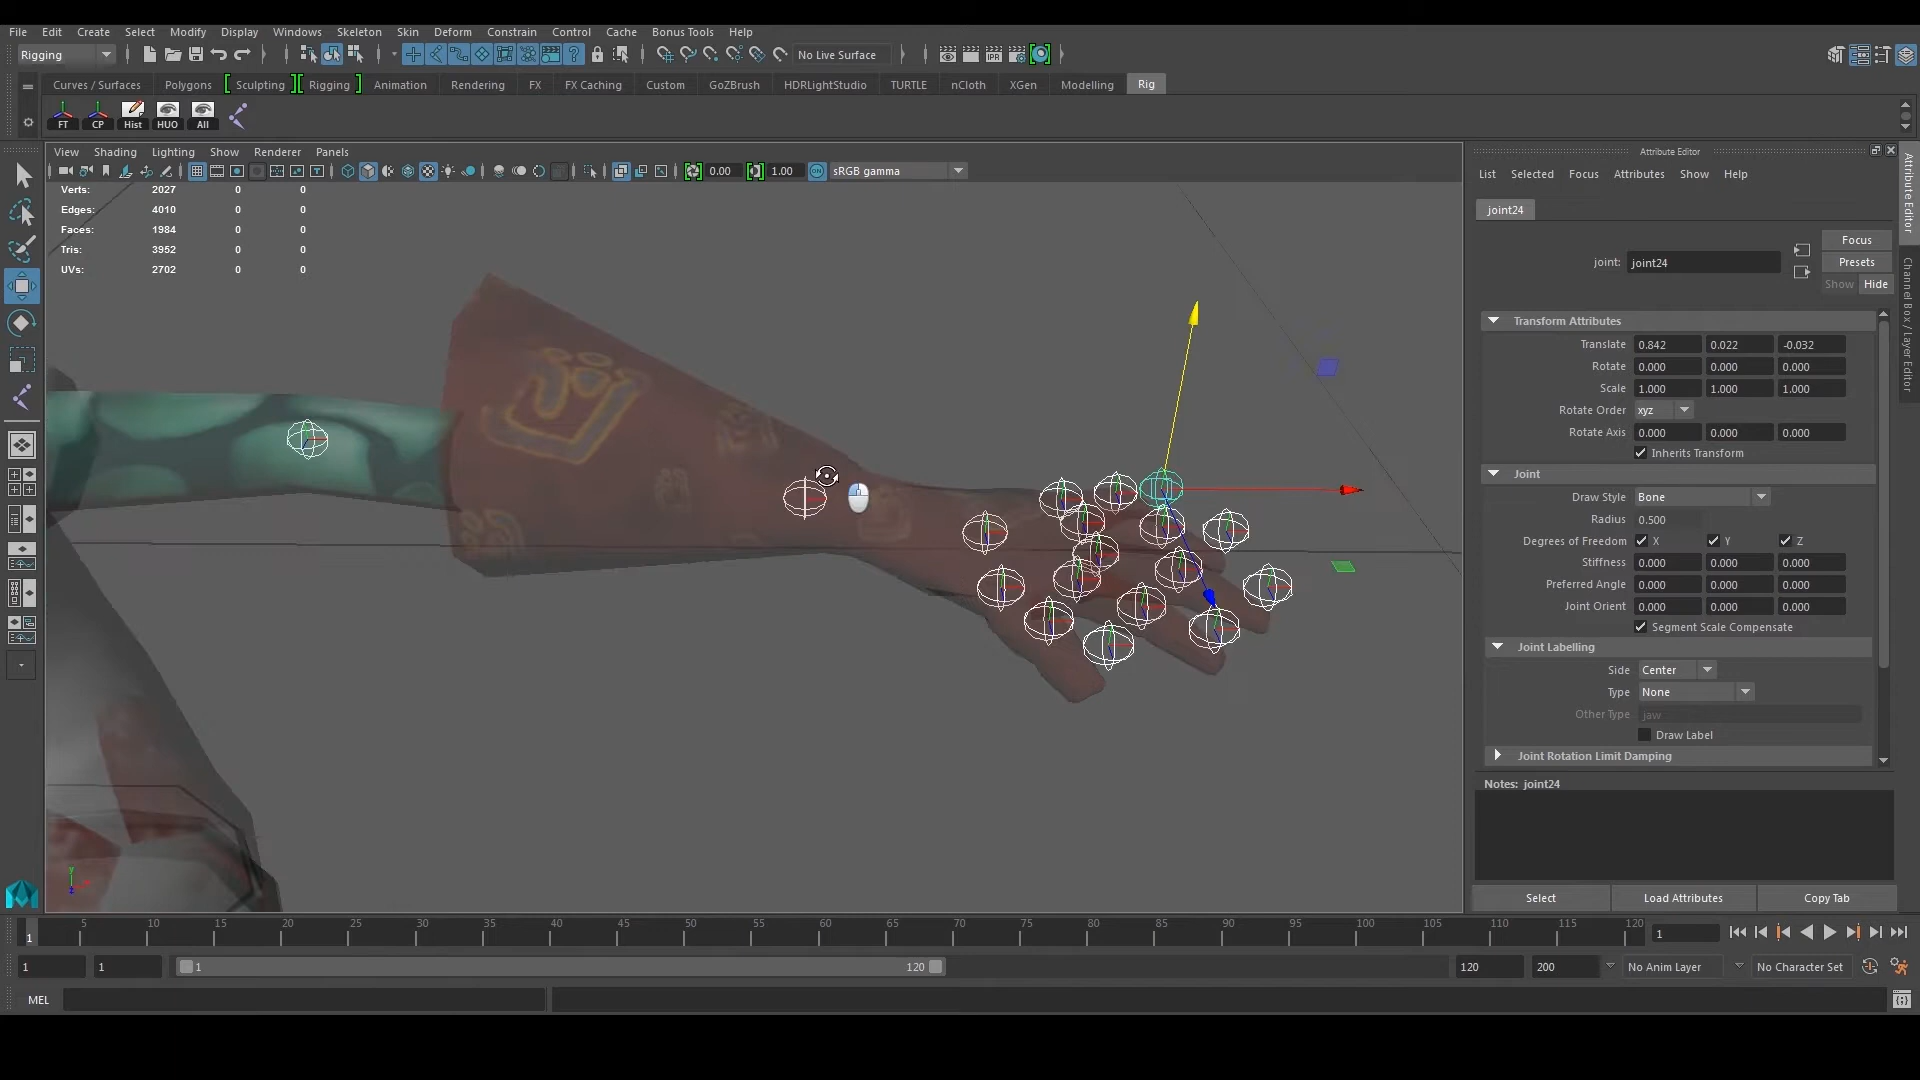 File Edit Create Select Modify Display Windows Skeleton Skin Deform Constrain Control Cache Bonus Tools Help
Rigging No Live Surface
Curves / Surfaces Polygons Sculpting Rigging Animation Rendering FX FX Caching Custom GoZBrush HDRLightStudio TURTLE nCloth XGen Modelling Rig
FT CP Hist HUO All
View Shading Lighting Show Renderer Panels
0.00 1.00 sRGB gamma
Verts: 2027 0 0
Edges: 4010 0 0
Faces: 1984 0 0
Tris: 3952 0 0
UVs: 2702 0 0
Attribute Editor
List Selected Focus Attributes Show Help
joint24
Focus
joint: joint24 Presets
Show Hide
Transform Attributes
Translate 0.842 0.022 -0.032
Rotate 0.000 0.000 0.000
Scale 1.000 1.000 1.000
Rotate Order xyz
Rotate Axis 0.000 0.000 0.000
Inherits Transform
Joint
Draw Style Bone
Radius 0.500
Degrees of Freedom X Y Z
Stiffness 0.000 0.000 0.000
Preferred Angle 0.000 0.000 0.000
Joint Orient 0.000 0.000 0.000
Segment Scale Compensate
Joint Labelling
Side Center
Type None
Other Type jaw
Draw Label
Joint Rotation Limit Damping
Notes: joint24
Select Load Attributes Copy Tab
Attribute Editor
Channel Box / Layer Editor
y
1 5 10 15 20 25 30 35 40 45 50 55 60 65 70 75 80 85 90 95 100 105 110 115 120 1
1 1 1 120 120 200 No Anim Layer No Character Set
MEL